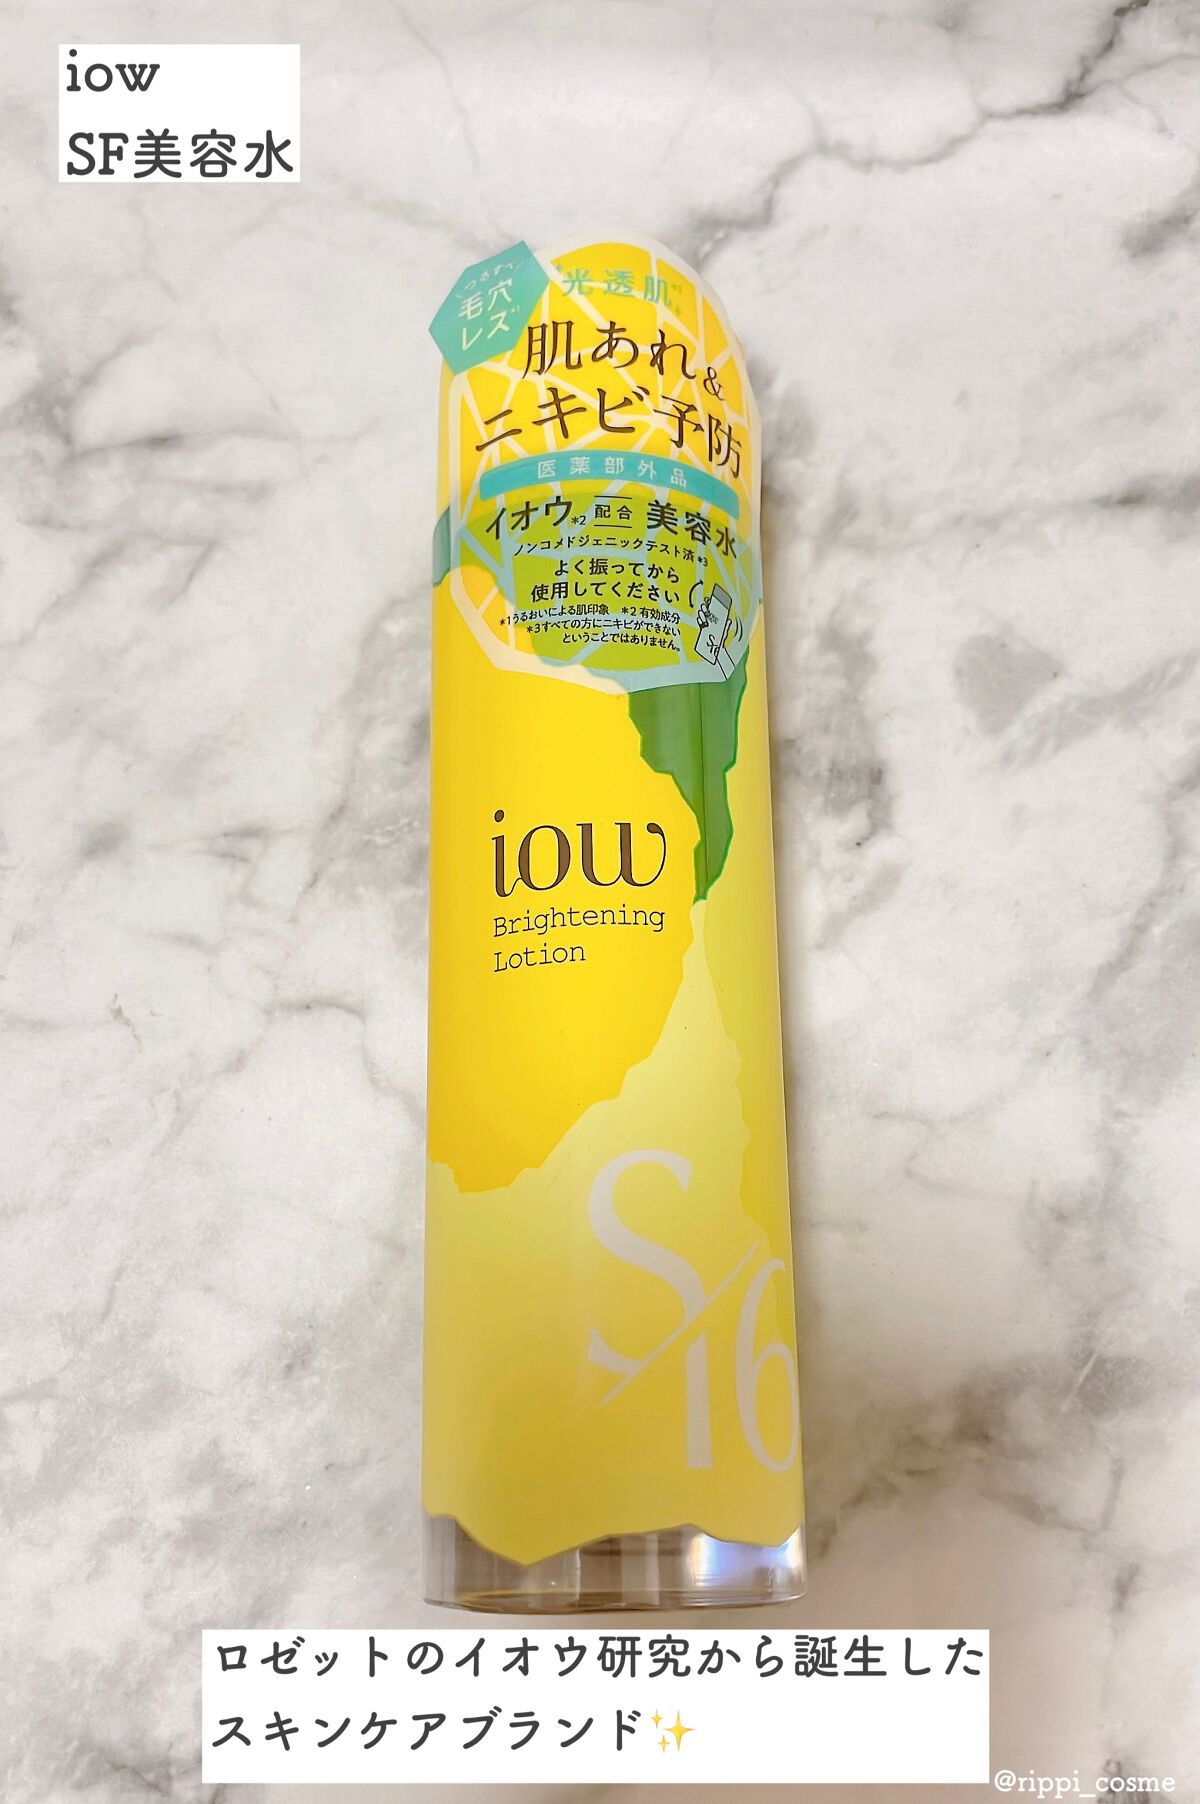 iow
SF美容水
つるすべ
毛穴
レス*1
光透肌*1
肌あれ&
ニキビ予防
医薬部外品
イオウ*2 配合 美容水
ノンコメドジェニックテスト済*3
よく振ってから
使用してください
*1うるおいによる肌印象 *2有効成分
*3すべての方にニキビができない
ということではありません。
iow
Brightening
Lotion
S16
ロゼットのイオウ研究から誕生した
スキンケアブランド✨
@rippi_cosme